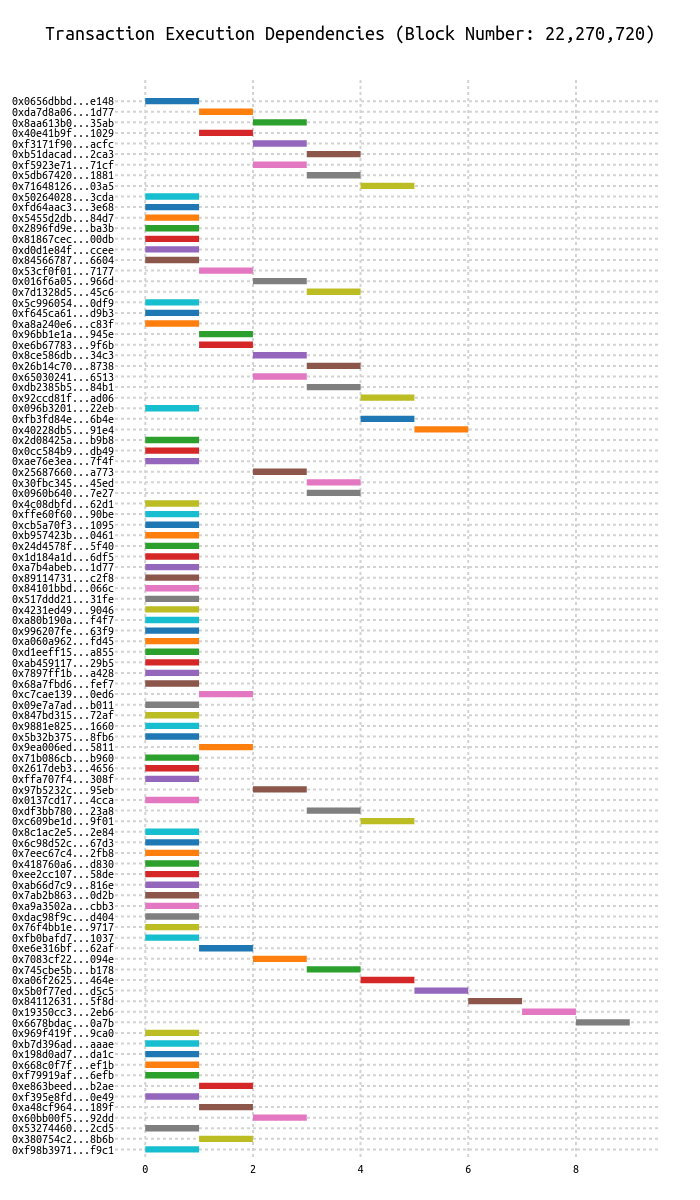 Transaction Execution Dependencies (Block Number: 22,270,720)
0x0656dbbd...e148
0xda7d8a06...1d77
0x8aa613b0...35ab
0x40e41b9f...1029
0xf3171f90...acfc
0xb51dacad...2ca3
0xf5923e71...71cf
0x5db67420...1881
0x71648126...03a5
0x50264028...3cda
0xfd64aac3...3e68
0x5455d2db...84d7
0x2896fd9e...ba3b
0x81867cec...00db
0xd0d1e84f...ccee
0x84566787...6604
0x53cf0f01...7177
0x016f6a05...966d
0x7d1328d5...45c6
0x5c996054...0df9
0xf645ca61...d9b3
0xa8a240e6...c83f
0x96bb1e1a...945e
0xe6b67783...9f6b
0x8ce586db...34c3
0x26b14c70...8738
0x65030241...6513
0xdb2385b5...84b1
0x92ccd81f...ad06
0x096b3201...22eb
0xfb3fd84e...6b4e
0x40228db5...91e4
0x2d08425a...b9b8
0x0cc584b9...db49
0xae76e3ea...7f4f
0x25687660...a773
0x30fbc345...45ed
0x0960b640...7e27
0x4c08dbfd...62d1
0xffe60f60...90be
0xcb5a70f3...1095
0xb957423b...0461
0x24d4578f...5f40
0x1d184a1d...6df5
0xa7b4abeb...1d77
0x89114731...c2f8
0x84101bbd...066c
0x517ddd21...31fe
0x4231ed49...9046
0xa80b190a...f4f7
0x996207fe...63f9
0xa060a962...fd45
0xd1eeff15...a855
0xab459117...29b5
0x7897ff1b...a428
0x68a7fbd6...fef7
0xc7cae139...0ed6
0x09e7a7ad...b011
0x847bd315...72af
0x9881e825...1660
0x5b32b375...8fb6
0x9ea006ed...5811
0x71b086cb...b960
0x2617deb3...4656
0xffa707f4...308f
0x97b5232c...95eb
0x0137cd17...4cca
0xdf3bb780...23a8
0xc609be1d...9f01
0x8c1ac2e5...2e84
0x6c98d52c...67d3
0x7eec67c4...2fb8
0x418760a6...d830
0xee2cc107...58de
0xab66d7c9...816e
0x7ab2b863...0d2b
0xa9a3502a...cbb3
0xdac98f9c...d404
0x76f4bb1e...9717
0xfb0bafd7...1037
0xe6e316bf...62af
0x7083cf22...094e
0x745cbe5b...b178
0xa06f2625...464e
0x5b0f77ed...d5c5
0x84112631...5f8d
0x19350cc3...2eb6
0x6678bdac...0a7b
0x969f419f...9ca0
0xb7d396ad...aaae
0x198d0ad7...da1c
0x668c0f7f...ef1b
0xf79919af...6efb
0xe863beed...b2ae
0xf395e8fd...0e49
0xa48cf964...189f
0x60bb00f5...92dd
0x53274460...2cd5
0x380754c2...8b6b
0xf98b3971...f9c1
0 2 4 6 8